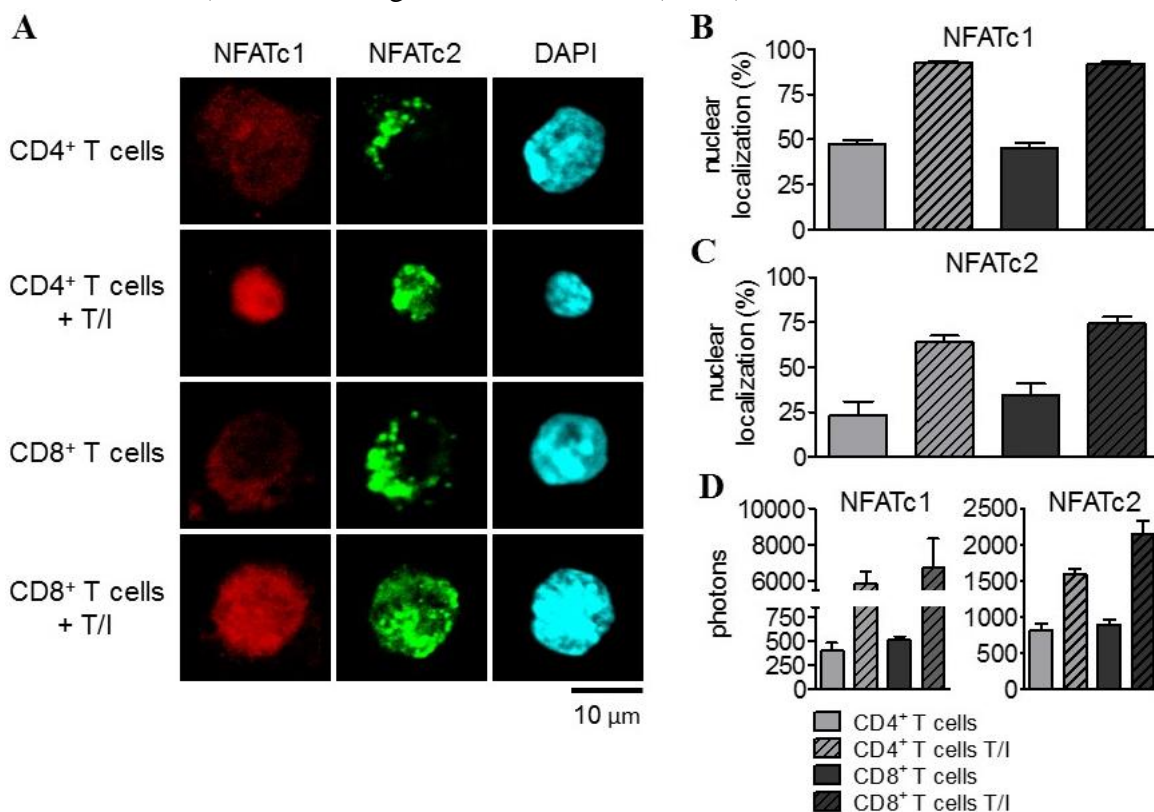 A
NFATc1 NFATc2 DAPI
CD4⁺ T cells
CD4⁺ T cells
+ T/I
CD8⁺ T cells
CD8⁺ T cells
+ T/I
10 µm
B
NFATc1
nuclear
localization (%)
100
75
50
25
0
C
NFATc2
nuclear
localization (%)
100
75
50
25
0
D
NFATc1
photons
10000
8000
6000
750
500
250
0
NFATc2
2500
2000
1500
1000
500
0
CD4⁺ T cells
CD4⁺ T cells T/I
CD8⁺ T cells
CD8⁺ T cells T/I